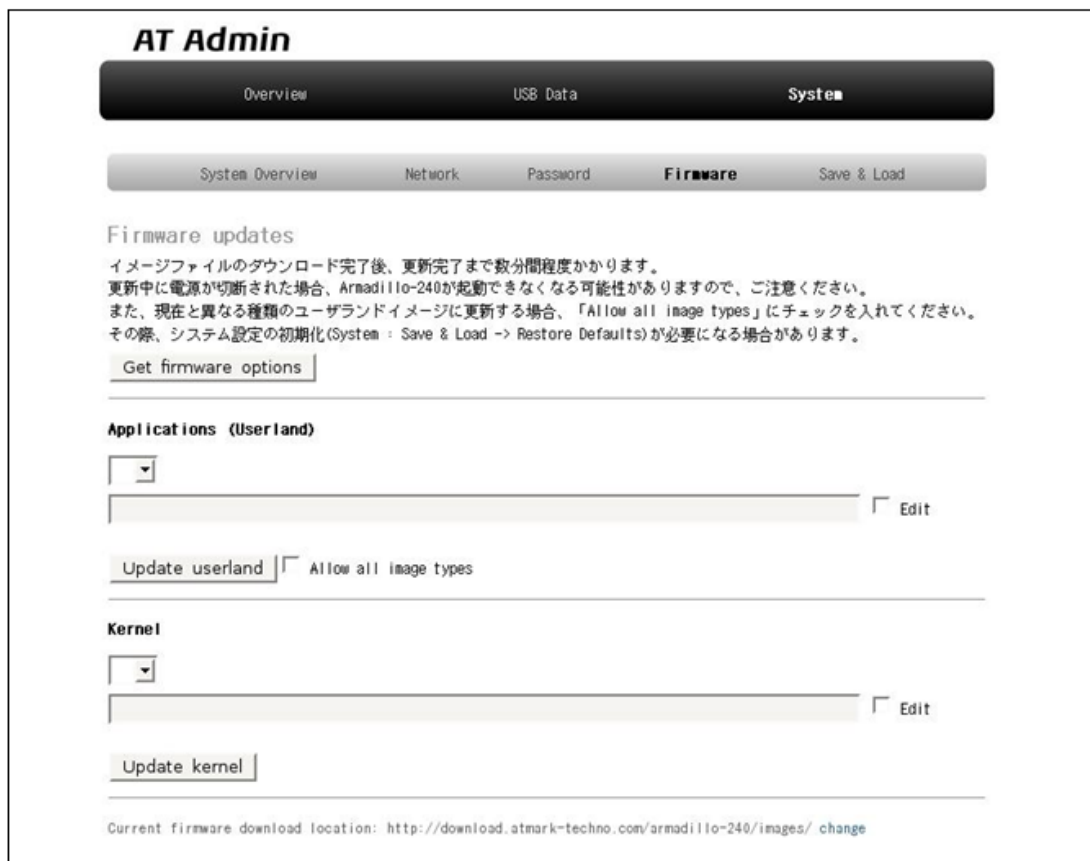 AT Admin
Overview USB Data System
System Overview Network Password Firmware Save & Load
Firmware updates
イメージファイルのダウンロード完了後、更新完了まで数分間程度かかります。
更新中に電源が切断された場合、Armadillo-240が起動できなくなる可能性がありますので、ご注意ください。
また、現在と異なる種類のユーザランドイメージに更新する場合、「Allow all image types」にチェックを入れてください。
その際、システム設定の初期化(System : Save & Load -> Restore Defaults)が必要になる場合があります。
Get firmware options
Applications (Userland)
Edit
Update userland Allow all image types
Kernel
Edit
Update kernel
Current firmware download location: http://download.atmark-techno.com/armadillo-240/images/ change